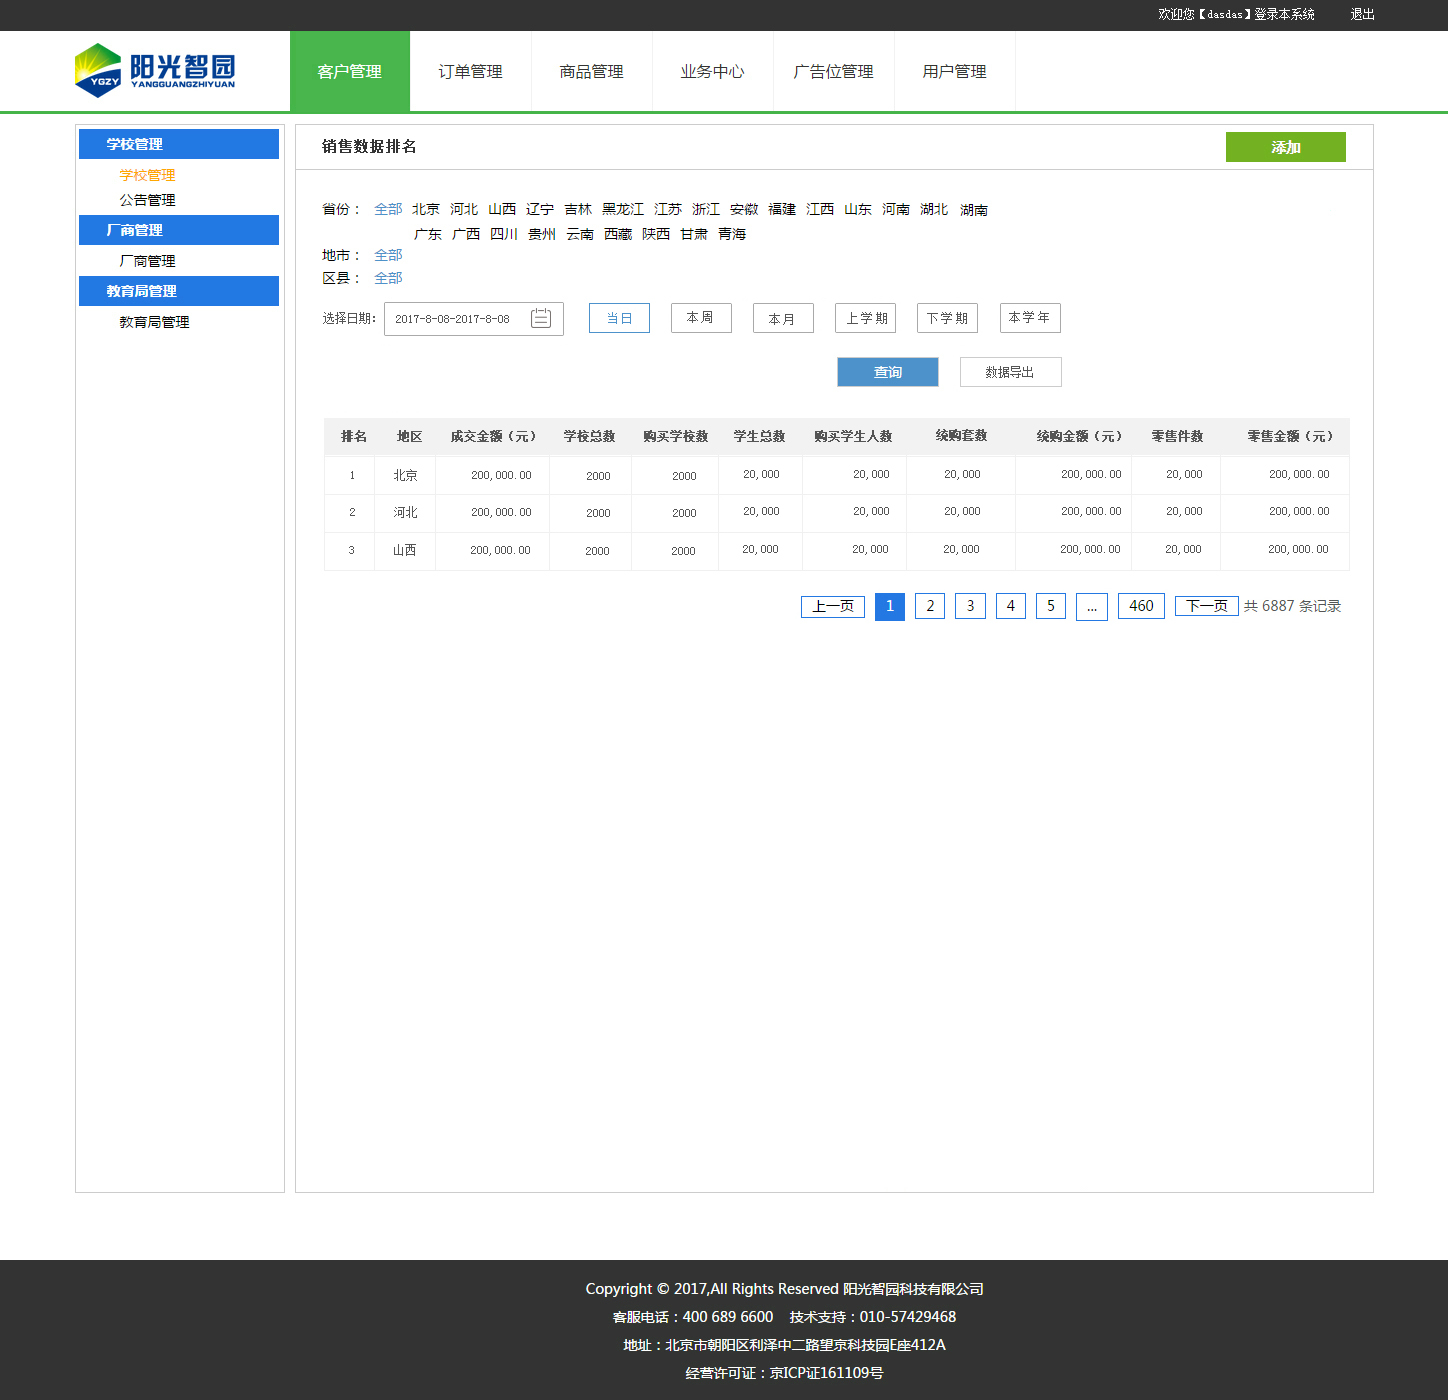 欢迎您【dasdas】登录本系统 退出
YGZY 阳光智园 YANGGUANGZHIYUAN
客户管理 订单管理 商品管理 业务中心 广告位管理 用户管理
学校管理
学校管理
公告管理
厂商管理
厂商管理
教育局管理
教育局管理
销售数据排名 添加
省份： 全部 北京 河北 山西 辽宁 吉林 黑龙江 江苏 浙江 安徽 福建 江西 山东 河南 湖北 湖南
广东 广西 四川 贵州 云南 西藏 陕西 甘肃 青海
地市： 全部
区县： 全部
选择日期： 2017-8-08-2017-8-08 当日 本周 本月 上学期 下学期 本学年
查询 数据导出
排名 地区 成交金额（元） 学校总数 购买学校数 学生总数 购买学生人数 统购套数 统购金额（元） 零售件数 零售金额（元）
1 北京 200,000.00 2000 2000 20,000 20,000 20,000 200,000.00 20,000 200,000.00
2 河北 200,000.00 2000 2000 20,000 20,000 20,000 200,000.00 20,000 200,000.00
3 山西 200,000.00 2000 2000 20,000 20,000 20,000 200,000.00 20,000 200,000.00
上一页 1 2 3 4 5 ... 460 下一页 共 6887 条记录
Copyright © 2017,All Rights Reserved 阳光智园科技有限公司
客服电话：400 689 6600 技术支持：010-57429468
地址：北京市朝阳区利泽中二路望京科技园E座412A
经营许可证：京ICP证161109号